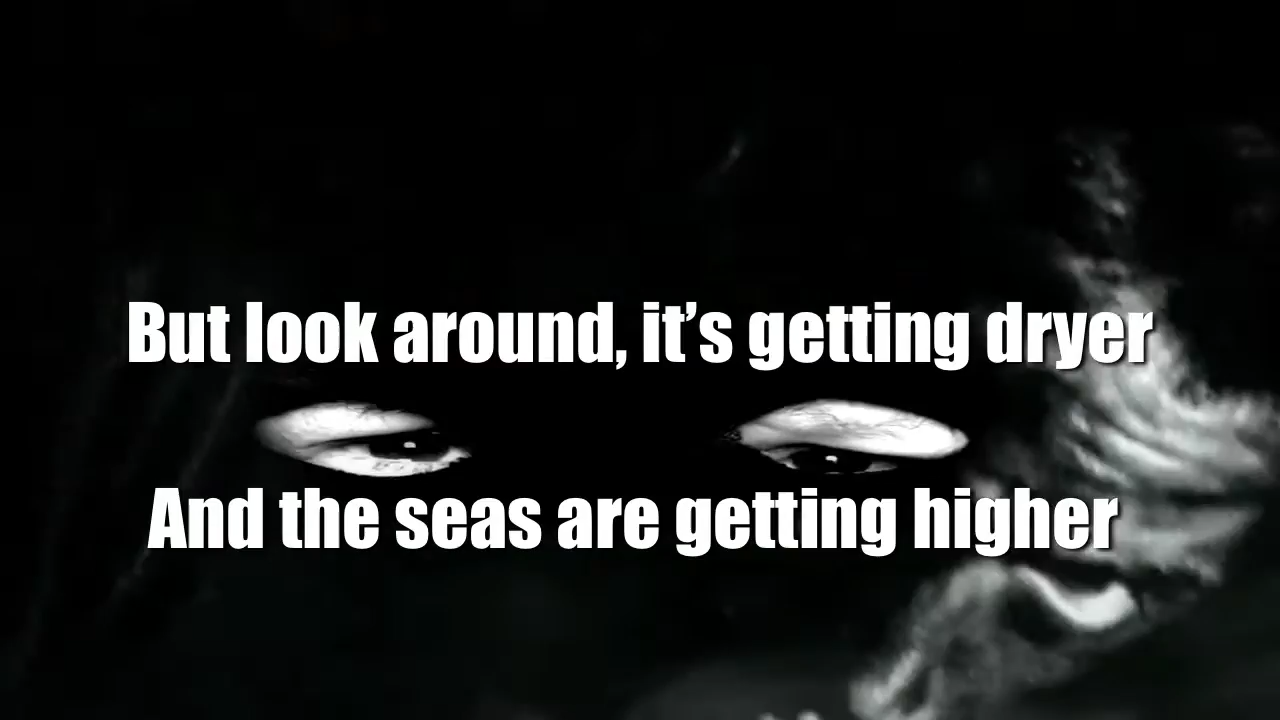 But look around, it’s getting dryer
And the seas are getting higher